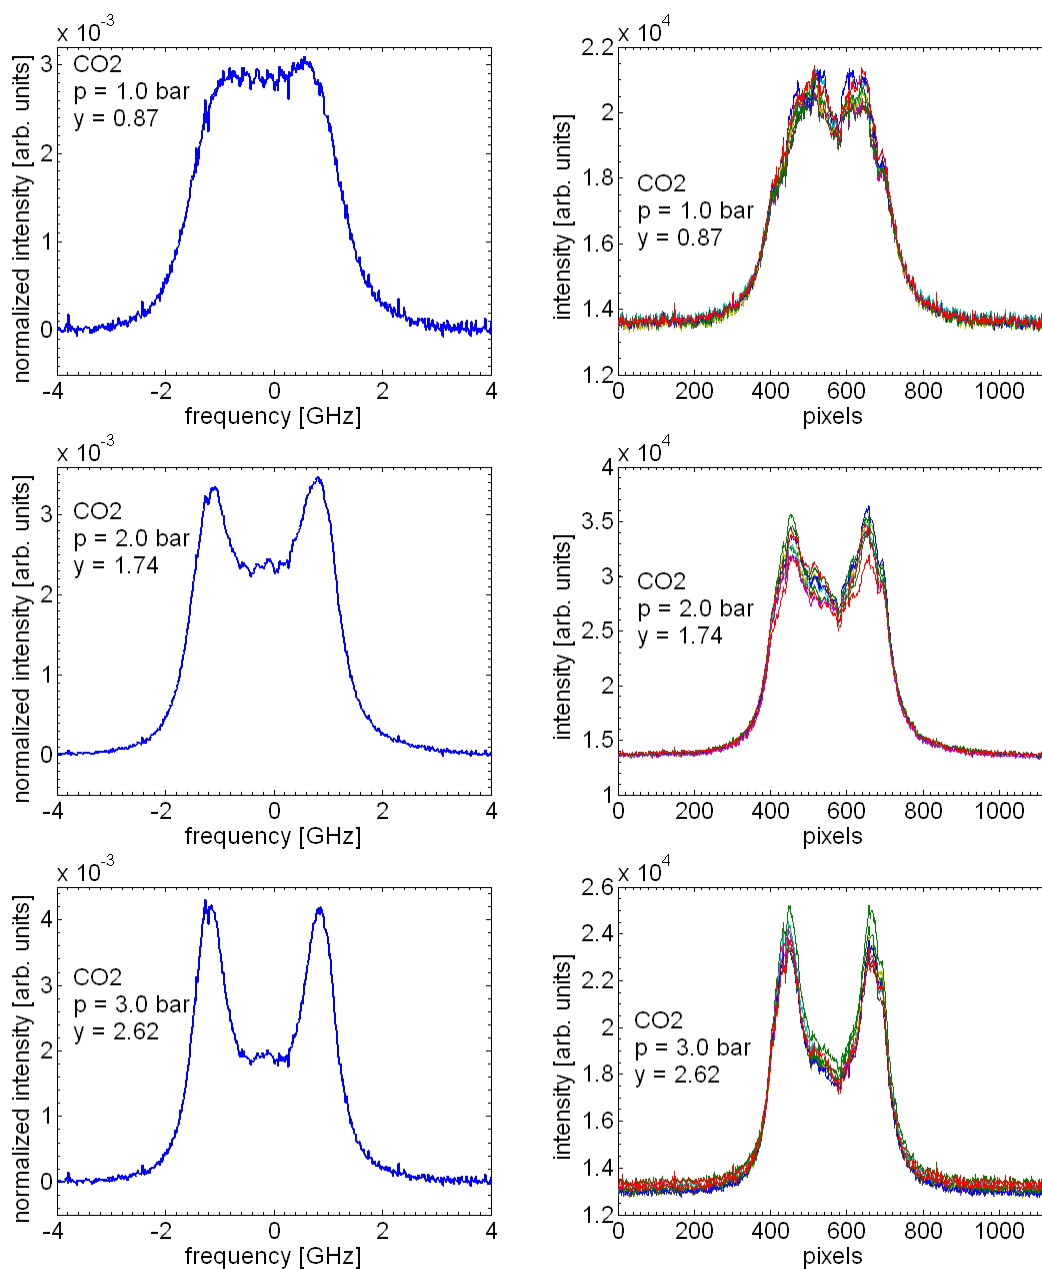 x 10-3
CO2
p = 1.0 bar
y = 0.87
normalized intensity [arb. units]
3
2
1
0
-4 -2 0 2 4
frequency [GHz]
x 104
CO2
p = 1.0 bar
y = 0.87
intensity [arb. units]
2.2
2
1.8
1.6
1.4
1.2
0 200 400 600 800 1000
pixels
x 10-3
CO2
p = 2.0 bar
y = 1.74
normalized intensity [arb. units]
3
2
1
0
-4 -2 0 2 4
frequency [GHz]
x 104
CO2
p = 2.0 bar
y = 1.74
intensity [arb. units]
4
3.5
3
2.5
2
1.5
1
0 200 400 600 800 1000
pixels
x 10-3
CO2
p = 3.0 bar
y = 2.62
normalized intensity [arb. units]
4
3
2
1
0
-4 -2 0 2 4
frequency [GHz]
x 104
CO2
p = 3.0 bar
y = 2.62
intensity [arb. units]
2.6
2.4
2.2
2
1.8
1.6
1.4
1.2
0 200 400 600 800 1000
pixels